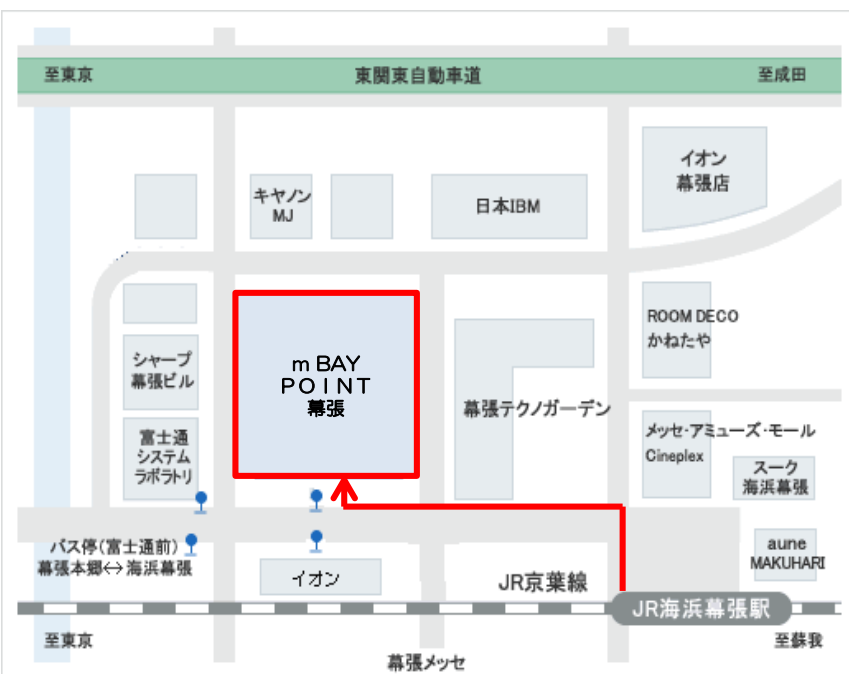 至東京
東関東自動車道
至成田
イオン
幕張店
キヤノン
MJ
日本IBM
ROOM DECO
かねたや
シャープ
幕張ビル
m BAY
POINT
幕張
幕張テクノガーデン
富士通
システム
ラボラトリ
メッセ・アミューズ・モール
Cineplex
スーク
海浜幕張
バス停(富士通前)
幕張本郷↔海浜幕張
イオン
JR京葉線
aune
MAKUHARI
JR海浜幕張駅
至東京
至蘇我
幕張メッセ